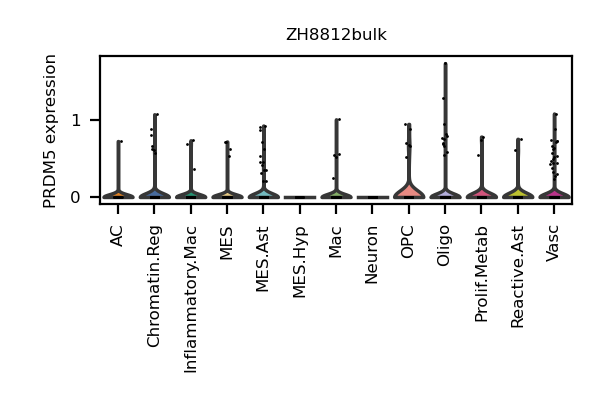 ZH8812bulk
PRDM5 expression
1
0
AC
Chromatin.Reg
Inflammatory.Mac
MES
MES.Ast
MES.Hyp
Mac
Neuron
OPC
Oligo
Prolif.Metab
Reactive.Ast
Vasc